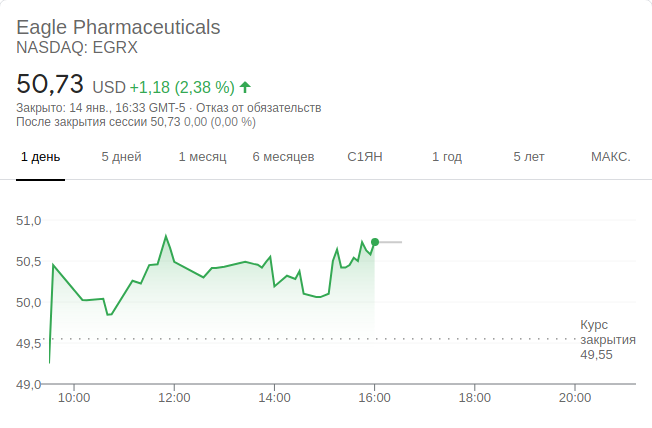 Eagle Pharmaceuticals
NASDAQ: EGRX
50,73 USD +1,18 (2,38 %)
Закрыто: 14 янв., 16:33 GMT-5 · Отказ от обязательств
После закрытия сессии 50,73 0,00 (0,00 %)
1 день 5 дней 1 месяц 6 месяцев С1ЯН 1 год 5 лет МАКС.
51,0
50,5
50,0
49,5
49,0
Курс
закрытия
49,55
10:00 12:00 14:00 16:00 18:00 20:00